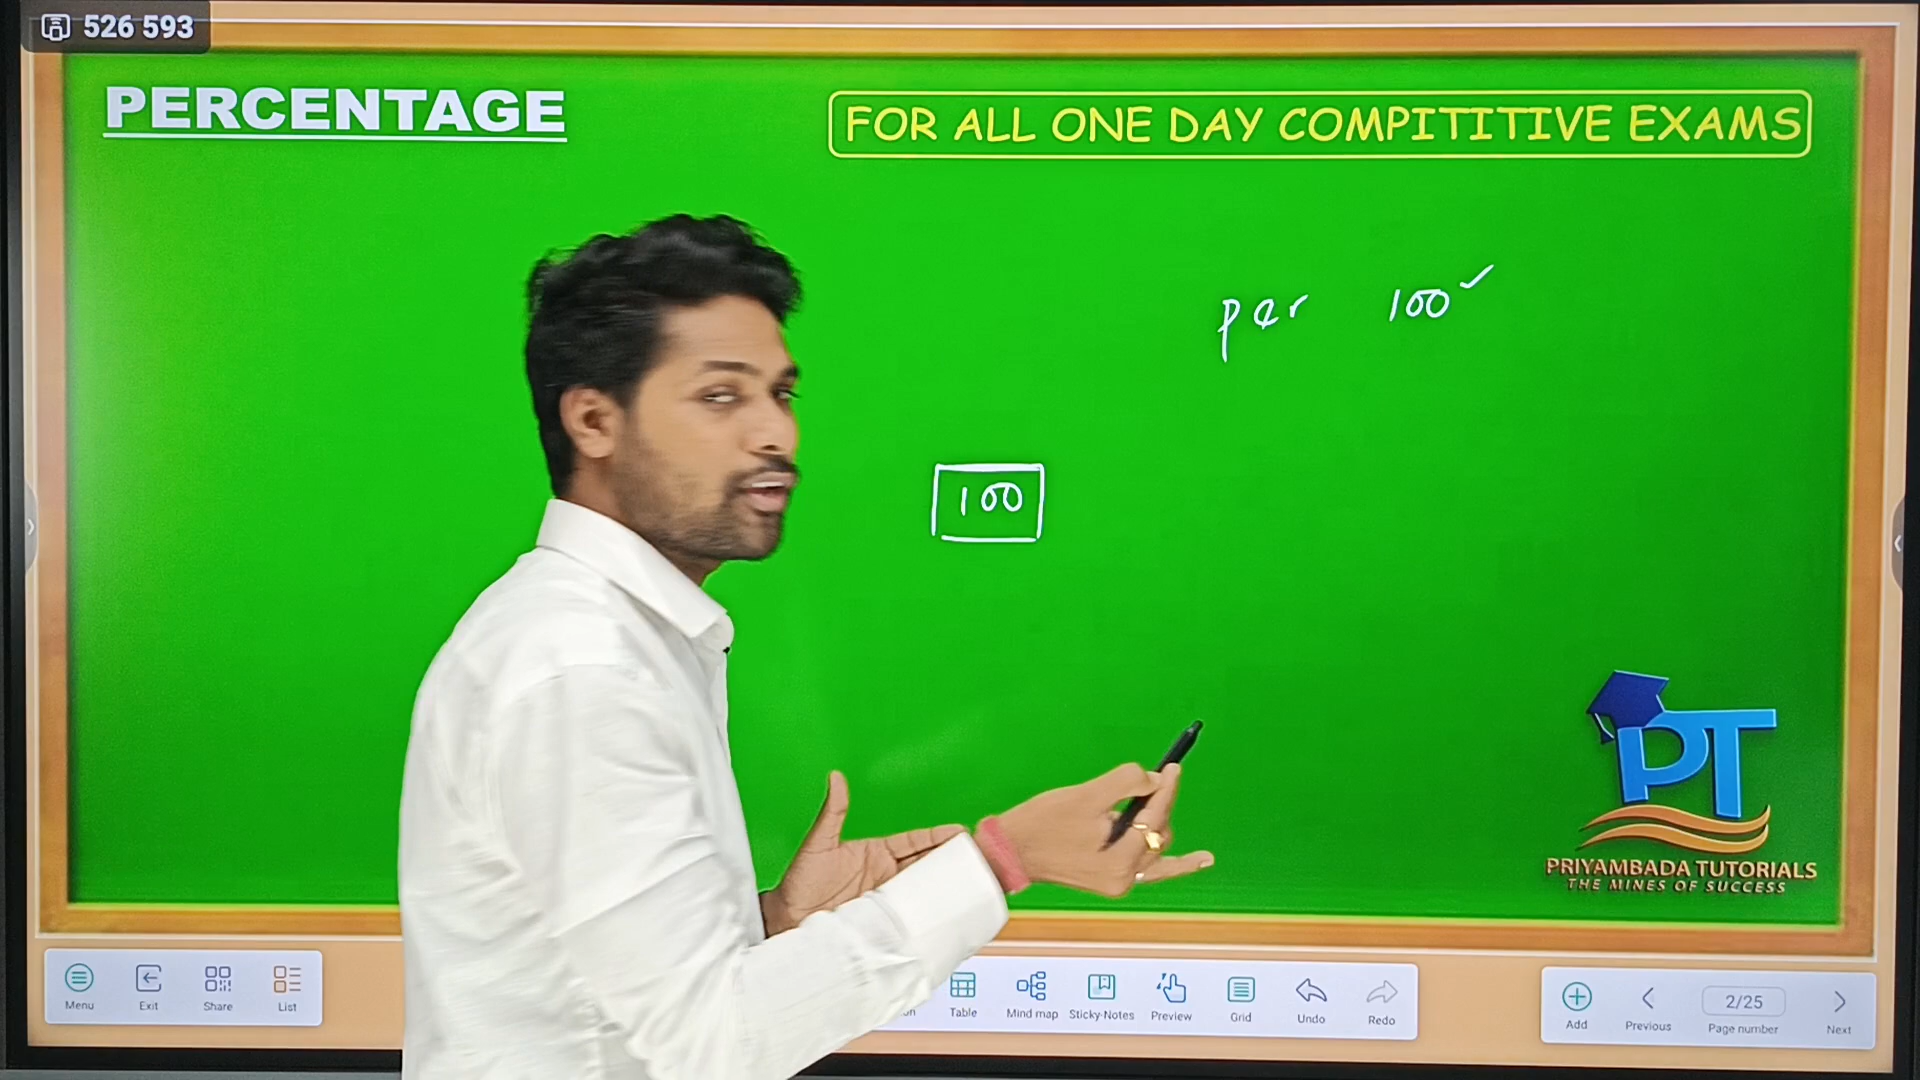 526 593
PERCENTAGE
FOR ALL ONE DAY COMPITITIVE EXAMS
per 100
100
PT
PRIYAMBADA TUTORIALS
THE MINES OF SUCCESS
Menu Exit Share List
Table Mind map Sticky-Notes Preview Grid Undo Redo
Add Previous 2/25 Page number Next